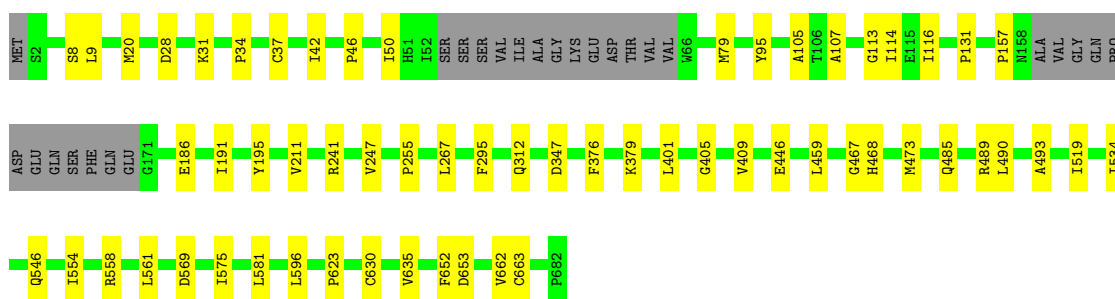 MET S2 S8 L9 M20 D28 K31 P34 C37 I42 P46 I50 H51 I52 SER SER SER VAL ILE ALA GLY LYS GLU ASP THR VAL VAL W66 M79 Y95 A105 T106 A107 G113 I114 E115 I116 P131 P157 N158 ALA VAL GLY GLN PRO
ASP GLU GLN SER PHE GLN GLU G171 E186 I191 Y195 V211 R241 V247 P255 L267 F295 Q312 D347 F376 K379 L401 G405 V409 E446 L459 G467 H468 M473 Q485 R489 L490 A493 I519 I534
Q546 I554 R558 L561 D569 I575 L581 L596 P623 C630 V635 F652 D653 V662 C663 P682